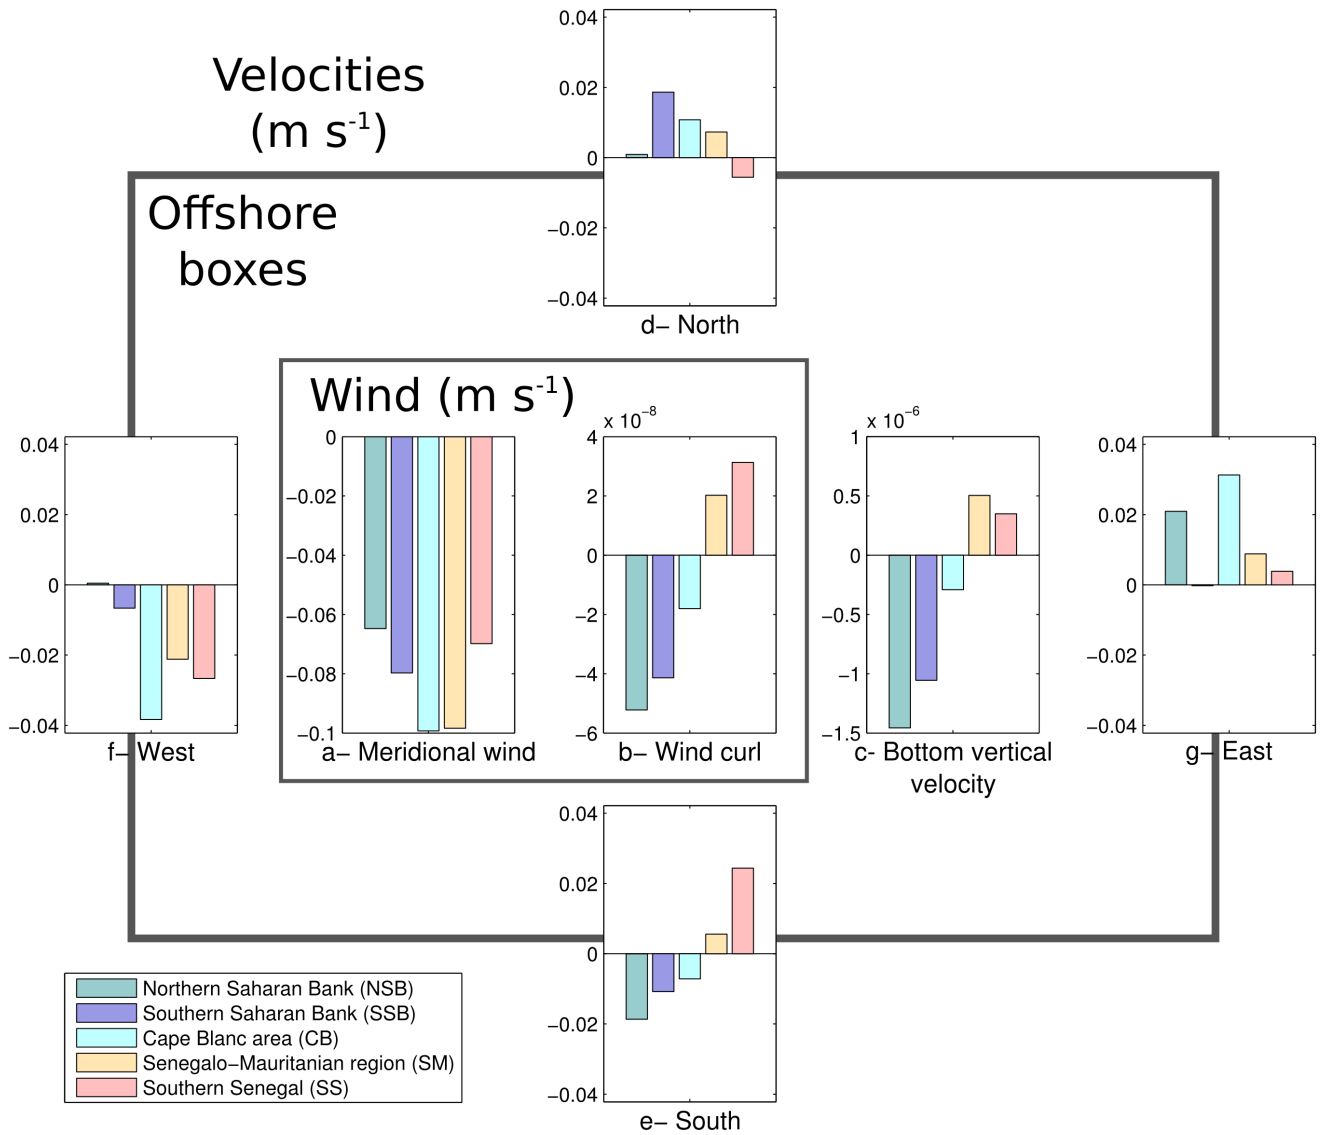 Velocities
(m s-1)
0.04
0.02
0
−0.02
−0.04
d− North
Offshore
boxes
Wind (m s-1)
0.04
0.02
0
−0.02
−0.04
f− West
0
−0.02
−0.04
−0.06
−0.08
−0.1
a− Meridional wind
x 10−8
4
2
0
−2
−4
−6
b− Wind curl
x 10−6
1
0.5
0
−0.5
−1
−1.5
c- Bottom vertical
velocity
0.04
0.02
0
−0.02
−0.04
g− East
0.04
0.02
0
−0.02
−0.04
e− South
Northern Saharan Bank (NSB)
Southern Saharan Bank (SSB)
Cape Blanc area (CB)
Senegalo−Mauritanian region (SM)
Southern Senegal (SS)